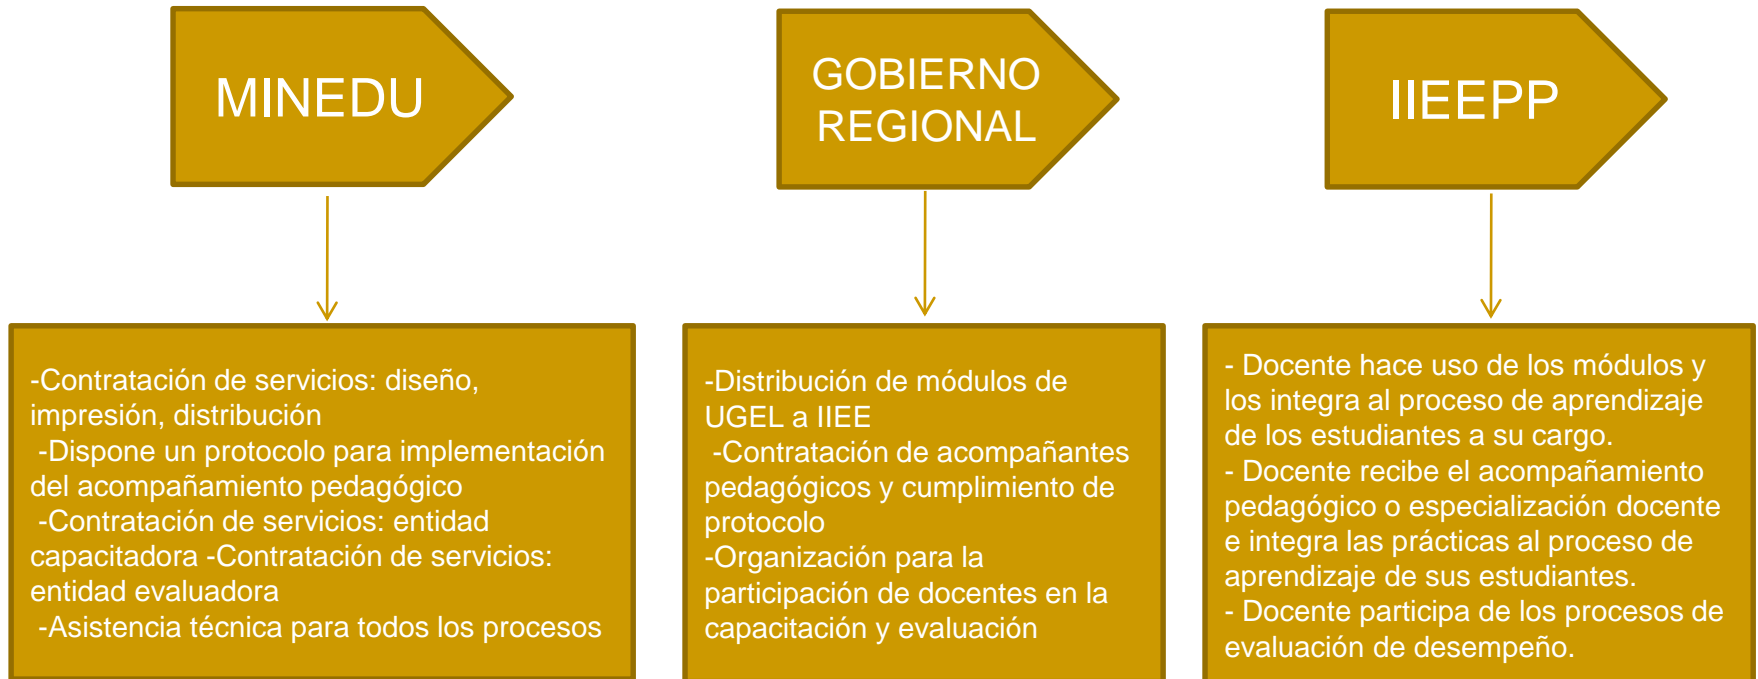 MINEDU
GOBIERNO
REGIONAL
IIEEPP
-Contratación de servicios: diseño,
impresión, distribución
-Dispone un protocolo para implementación
del acompañamiento pedagógico
-Contratación de servicios: entidad
capacitadora -Contratación de servicios:
entidad evaluadora
-Asistencia técnica para todos los procesos
-Distribución de módulos de
UGEL a IIEE
-Contratación de acompañantes
pedagógicos y cumplimiento de
protocolo
-Organización para la
participación de docentes en la
capacitación y evaluación
- Docente hace uso de los módulos y
los integra al proceso de aprendizaje
de los estudiantes a su cargo.
- Docente recibe el acompañamiento
pedagógico o especialización docente
e integra las prácticas al proceso de
aprendizaje de sus estudiantes.
- Docente participa de los procesos de
evaluación de desempeño.